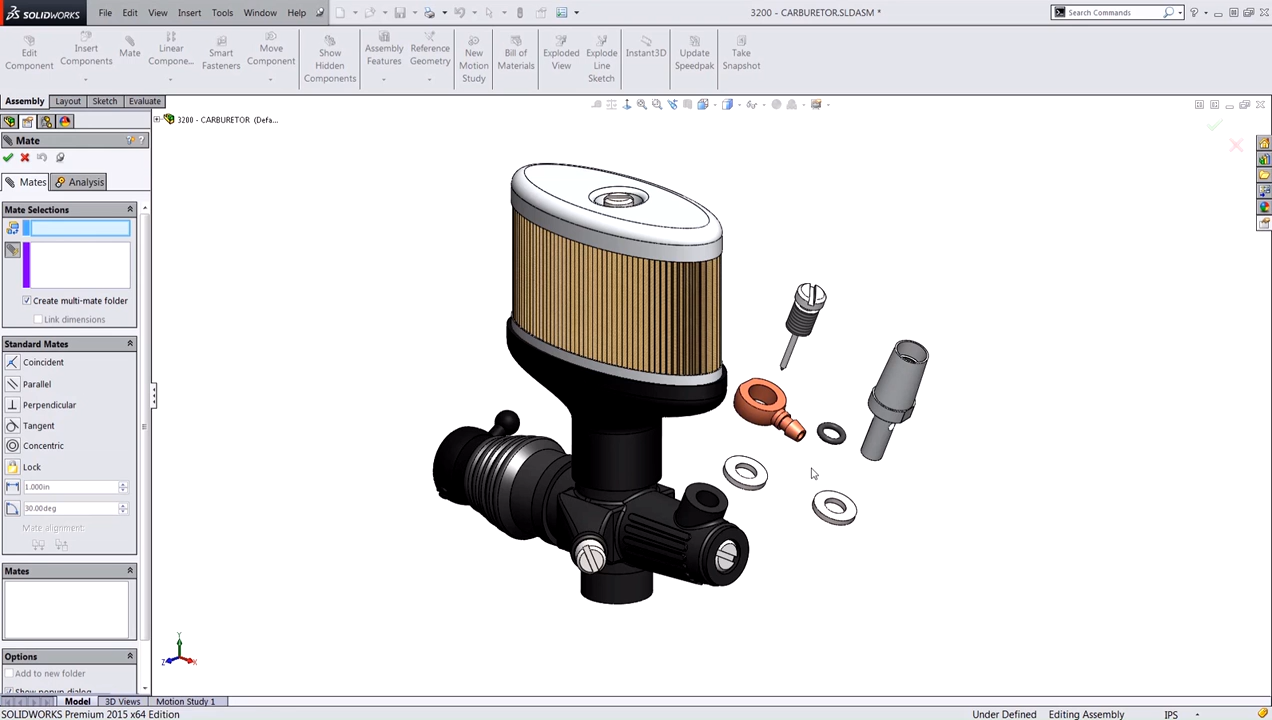 SOLIDWORKS File Edit View Insert Tools Window Help 3200 - CARBURETOR.SLDASM * Search Commands
Edit Component
Insert Components
Mate
Linear Compone...
Smart Fasteners
Move Component
Show Hidden Components
Assembly Features
Reference Geometry
New Motion Study
Bill of Materials
Exploded View
Explode Line Sketch
Instant3D
Update Speedpak
Take Snapshot
Assembly Layout Sketch Evaluate
3200 - CARBURETOR (Defa...
Mate
Mates Analysis
Mate Selections
Create multi-mate folder
Link dimensions
Standard Mates
Coincident
Parallel
Perpendicular
Tangent
Concentric
Lock
1.000in
30.00deg
Mate alignment:
Mates
Options
Add to new folder
Show popup dialog
Y
Z X
Model 3D Views Motion Study 1
SOLIDWORKS Premium 2015 x64 Edition Under Defined Editing Assembly IPS